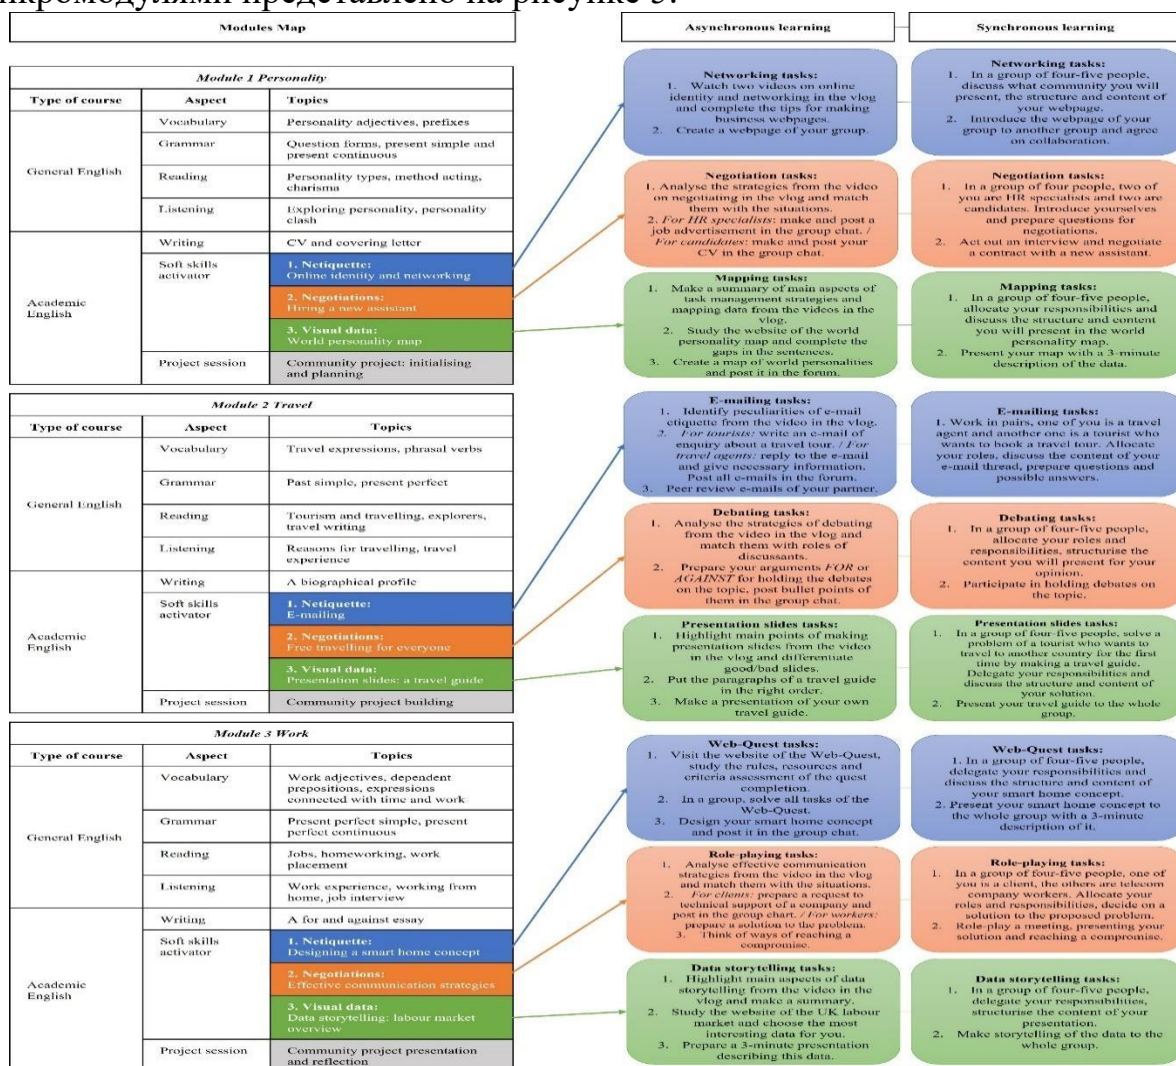 икромодулями представлено на рисунке 3.
Modules Map
Module 1 Personality
Type of course Aspect Topics
General English
Vocabulary Personality adjectives, prefixes
Grammar Question forms, present simple and
present continuous
Reading Personality types, method acting,
charisma
Listening Exploring personality, personality
clash
Academic
English
Writing CV and covering letter
Soft skills
activator
1. Netiquette:
Online identity and networking
2. Negotiations:
Hiring a new assistant
3. Visual data:
World personality map
Project session Community project: initialising
and planning
Module 2 Travel
Type of course Aspect Topics
General English
Vocabulary Travel expressions, phrasal verbs
Grammar Past simple, present perfect
Reading Tourism and travelling, explorers,
travel writing
Listening Reasons for travelling, travel
experience
Academic
English
Writing A biographical profile
Soft skills
activator
1. Netiquette:
E-mailing
2. Negotiations:
Free travelling for everyone
3. Visual data:
Presentation slides: a travel guide
Project session Community project building
Module 3 Work
Type of course Aspect Topics
General English
Vocabulary Work adjectives, dependent
prepositions, expressions
connected with time and work
Grammar Present perfect simple, present
perfect continuous
Reading Jobs, homeworking, work
placement
Listening Work experience, working from
home, job interview
Academic
English
Writing A for and against essay
Soft skills
activator
1. Netiquette:
Designing a smart home concept
2. Negotiations:
Effective communication strategies
3. Visual data:
Data storytelling: labour market
overview
Project session Community project presentation
and reflection
Asynchronous learning
Networking tasks:
1. Watch two videos on online
identity and networking in the vlog
and complete the tips for making
business webpages.
2. Create a webpage of your group.
Negotiation tasks:
1. Analyse the strategies from the video
on negotiating in the vlog and match
them with the situations.
2. For HR specialists: make and post a
job advertisement in the group chat. /
For candidates: make and post your
CV in the group chat.
Mapping tasks:
1. Make a summary of main aspects of
task management strategies and
mapping data from the videos in the
vlog.
2. Study the website of the world
personality map and complete the
gaps in the sentences.
3. Create a map of world personalities
and post it in the forum.
E-mailing tasks:
1. Identify peculiarities of e-mail
etiquette from the video in the vlog.
2. For tourists: write an e-mail of
enquiry about a travel tour. / For
travel agents: reply to the e-mail
and give necessary information.
Post all e-mails in the forum.
3. Peer review e-mails of your partner.
Debating tasks:
1. Analyse the strategies of debating
from the video in the vlog and
match them with roles of
discussants.
2. Prepare your arguments FOR or
AGAINST for holding the debates
on the topic, post bullet points of
them in the group chat.
Presentation slides tasks:
1. Highlight main points of making
presentation slides from the video
in the vlog and differentiate
good/bad slides.
2. Put the paragraphs of a travel guide
in the right order.
3. Make a presentation of your own
travel guide.
Web-Quest tasks:
1. Visit the website of the Web-Quest,
study the rules, resources and
criteria assessment of the quest
completion.
2. In a group, solve all tasks of the
Web-Quest.
3. Design your smart home concept
and post it in the group chat.
Role-playing tasks:
1. Analyse effective communication
strategies from the video in the vlog
and match them with the situations.
2. For clients: prepare a request to
technical support of a company and
post in the group chart. / For workers:
prepare a solution to the problem.
3. Think of ways of reaching a
compromise.
Data storytelling tasks:
1. Highlight main aspects of data
storytelling from the video in the
vlog and make a summary.
2. Study the website of the UK labour
market and choose the most
interesting data for you.
3. Prepare a 3-minute presentation
describing this data.
Synchronous learning
Networking tasks:
1. In a group of four-five people,
discuss what community you will
present, the structure and content of
your webpage.
2. Introduce the webpage of your
group to another group and agree
on collaboration.
Negotiation tasks:
1. In a group of four people, two of
you are HR specialists and two are
candidates. Introduce yourselves
and prepare questions for
negotiations.
2. Act out an interview and negotiate
a contract with a new assistant.
Mapping tasks:
1. In a group of four-five people,
allocate your responsibilities and
discuss the structure and content
you will present in the world
personality map.
2. Present your map with a 3-minute
description of the data.
E-mailing tasks:
1. Work in pairs, one of you is a travel
agent and another one is a tourist
who wants to book a travel tour. Allocate
your roles, discuss the content of your
e-mail thread, prepare questions and
possible answers.
Debating tasks:
1. In a group of four-five people,
allocate your roles and
responsibilities, structurise the
content you will present for your
opinion.
2. Participate in holding debates on
the topic.
Presentation slides tasks:
1. In a group of four-five people, solve a
problem of a tourist who wants to
travel to another country for the first
time by making a travel guide.
Delegate your responsibilities and
discuss the structure and content of
your solution.
2. Present your travel guide to the whole
group.
Web-Quest tasks:
1. In a group of four-five people,
delegate your responsibilities and
discuss the structure and content of
your smart home concept.
2. Present your smart home concept to
the whole group with a 3-minute
description of it.
Role-playing tasks:
1. In a group of four-five people, one of
you is a client, the others are telecom
company workers. Allocate your
roles and responsibilities, decide on a
solution to the proposed problem.
2. Role-play a meeting, presenting your
solution and reaching a compromise.
Data storytelling tasks:
1. In a group of four-five people,
delegate your responsibilities,
structurise the content of your
presentation.
2. Make storytelling of the data to the
whole group.